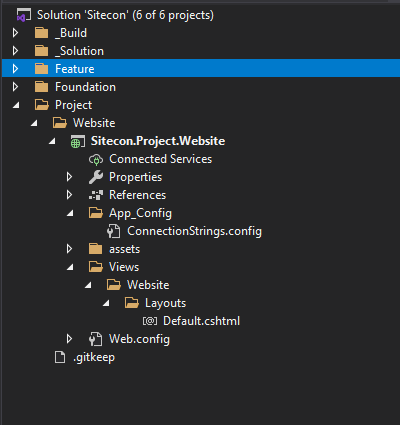 Solution 'Sitecon' (6 of 6 projects)
_Build
_Solution
Feature
Foundation
Project
Website
Sitecon.Project.Website
Connected Services
Properties
References
App_Config
ConnectionStrings.config
assets
Views
Website
Layouts
Default.cshtml
Web.config
.gitkeep